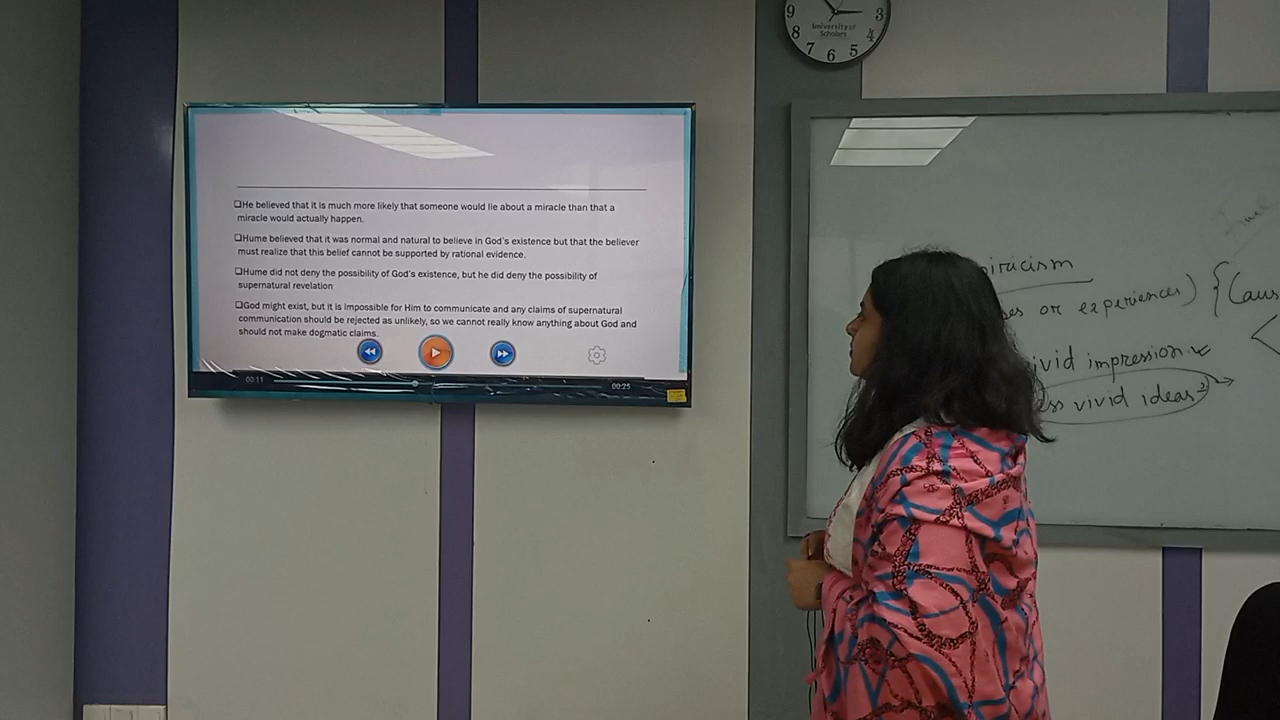 9
3
8
4
7
6
5
University of
Scholars
❑He believed that it is much more likely that someone would lie about a miracle than that a
miracle would actually happen.
❑Hume believed that it was normal and natural to believe in God's existence but that the believer
must realize that this belief cannot be supported by rational evidence.
❑Hume did not deny the possibility of God's existence, but he did deny the possibility of
supernatural revelation
❑God might exist, but it is impossible for Him to communicate and any claims of supernatural
communication should be rejected as unlikely, so we cannot really know anything about God and
should not make dogmatic claims.
00:11
00:25
iricism
ses or experiences) { (aus
ivid impression
ess vivid ideas